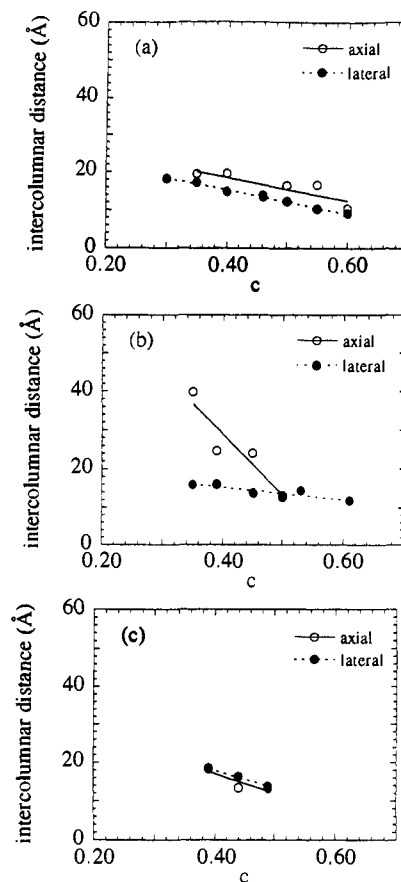 (a)
axial
lateral
intercolumnar distance (Å)
60
40
20
0
0.20
0.40
0.60
c
(b)
axial
lateral
intercolumnar distance (Å)
60
40
20
0
0.20
0.40
0.60
c
(c)
axial
lateral
intercolumnar distance (Å)
60
40
20
0
0.20
0.40
0.60
c